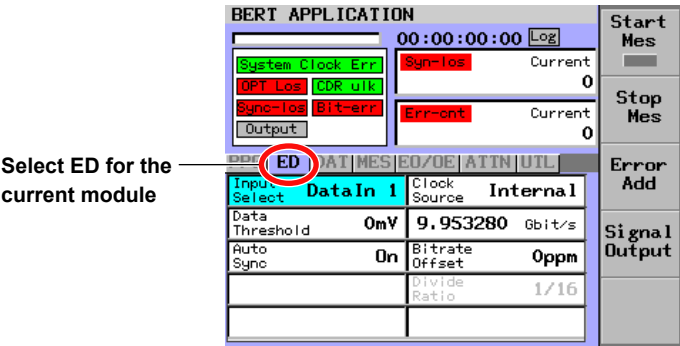 BERT APPLICATION
00:00:00:00 Log
System Clock Err
OPT Los CDR ulk
Sync-los Bit-err
Output
Syn-los Current
0
Err-cnt Current
0
PPG ED DAT MES EO/OE ATTN UTL
Input Select DataIn 1
Clock Source Internal
Data Threshold 0mV
9.953280 Gbit/s
Auto Sync On
Bitrate Offset 0ppm
Divide Ratio 1/16
Start Mes
Stop Mes
Error Add
Signal Output
Select ED for the
current module